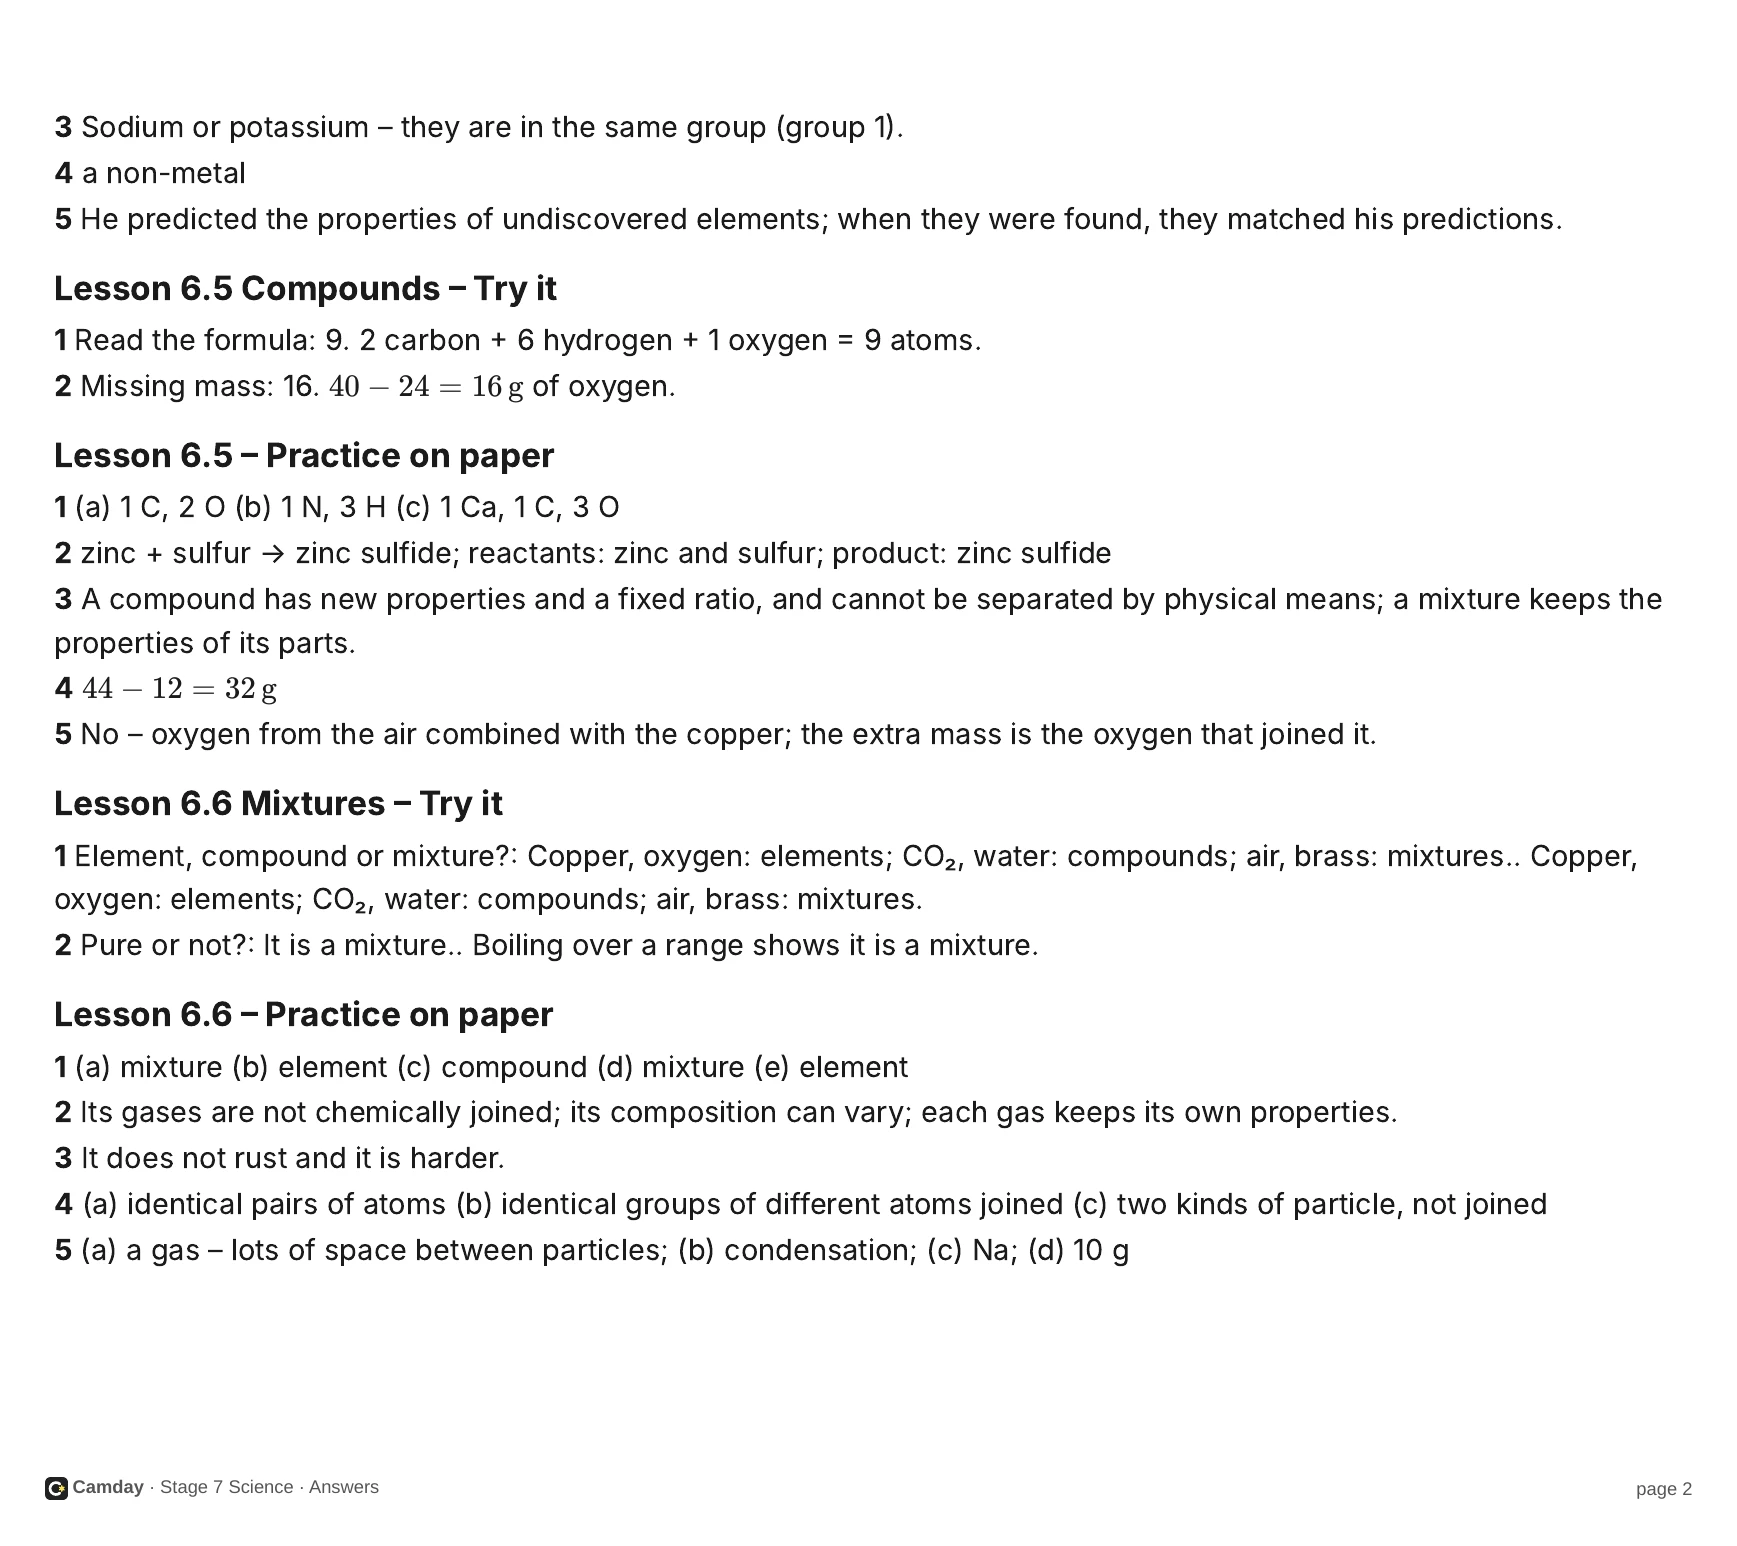 3 Sodium or potassium – they are in the same group (group 1).
4 a non-metal
5 He predicted the properties of undiscovered elements; when they were found, they matched his predictions.
Lesson 6.5 Compounds – Try it
1 Read the formula: 9. 2 carbon + 6 hydrogen + 1 oxygen = 9 atoms.
2 Missing mass: 16. 40 − 24 = 16 g of oxygen.
Lesson 6.5 – Practice on paper
1 (a) 1 C, 2 O (b) 1 N, 3 H (c) 1 Ca, 1 C, 3 O
2 zinc + sulfur → zinc sulfide; reactants: zinc and sulfur; product: zinc sulfide
3 A compound has new properties and a fixed ratio, and cannot be separated by physical means; a mixture keeps the
properties of its parts.
4 44 − 12 = 32 g
5 No – oxygen from the air combined with the copper; the extra mass is the oxygen that joined it.
Lesson 6.6 Mixtures – Try it
1 Element, compound or mixture?: Copper, oxygen: elements; CO₂, water: compounds; air, brass: mixtures.. Copper,
oxygen: elements; CO₂, water: compounds; air, brass: mixtures.
2 Pure or not?: It is a mixture.. Boiling over a range shows it is a mixture.
Lesson 6.6 – Practice on paper
1 (a) mixture (b) element (c) compound (d) mixture (e) element
2 Its gases are not chemically joined; its composition can vary; each gas keeps its own properties.
3 It does not rust and it is harder.
4 (a) identical pairs of atoms (b) identical groups of different atoms joined (c) two kinds of particle, not joined
5 (a) a gas – lots of space between particles; (b) condensation; (c) Na; (d) 10 g
Camday · Stage 7 Science · Answers
page 2